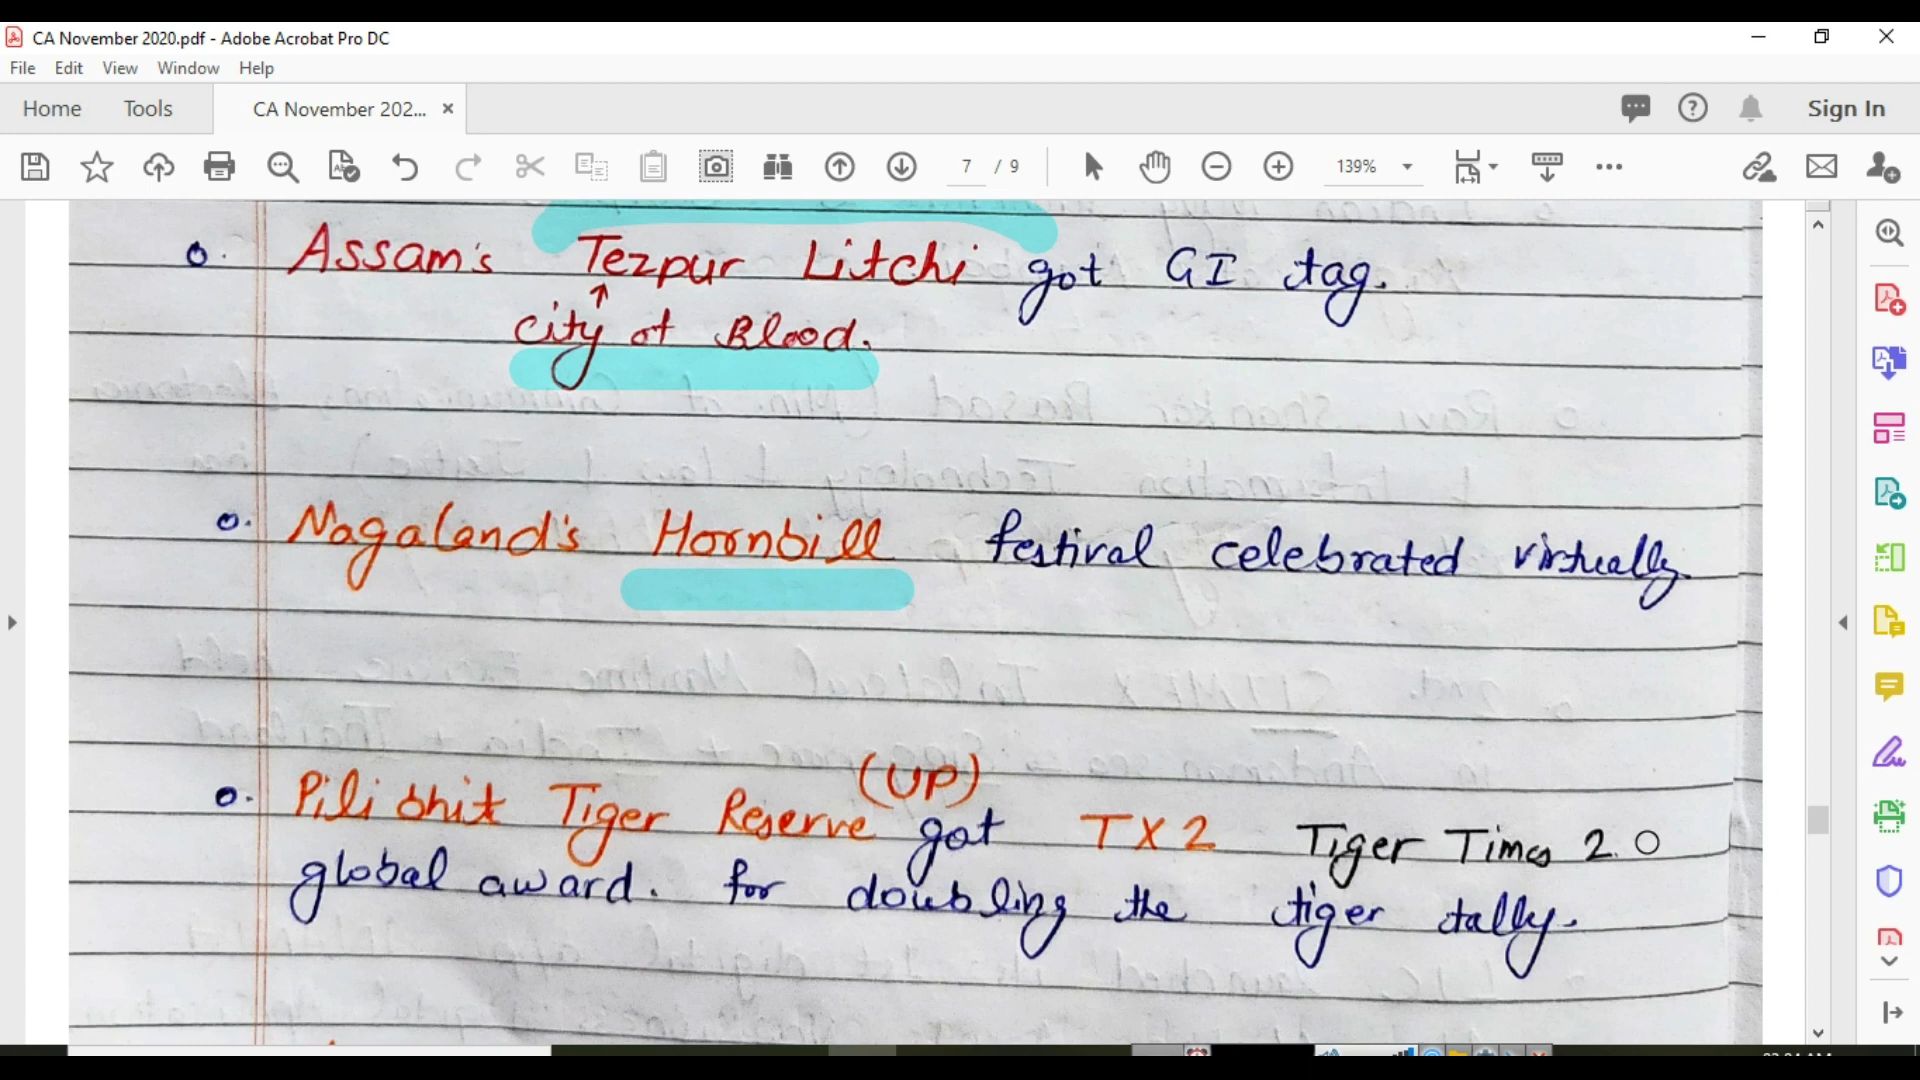 CA November 2020.pdf - Adobe Acrobat Pro DC
File Edit View Window Help
Home Tools CA November 202... × Sign In
7 / 9 139%
Assam's Tezpur Litchi got GI tag.
City of Blood.
Nagaland's Hornbill festival celebrated virtually
(UP)
Pilibhit Tiger Reserve got TX2 Tiger Times 2.0
global award. for doubling the tiger tally.